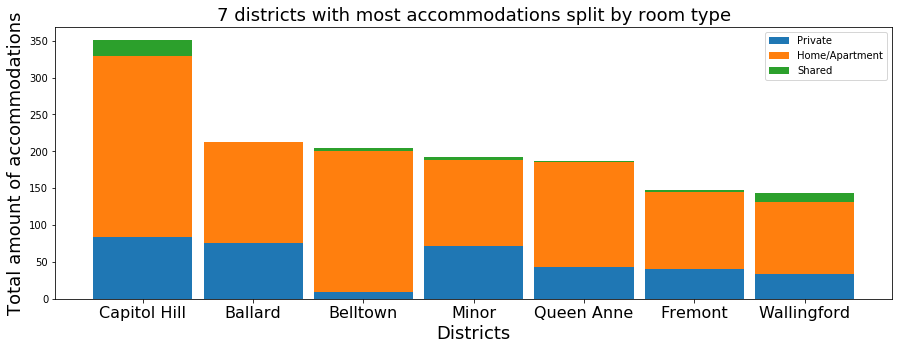 7 districts with most accommodations split by room type
Total amount of accommodations
350
300
250
200
150
100
50
0
Private
Home/Apartment
Shared
Capitol Hill Ballard Belltown Minor Queen Anne Fremont Wallingford
Districts